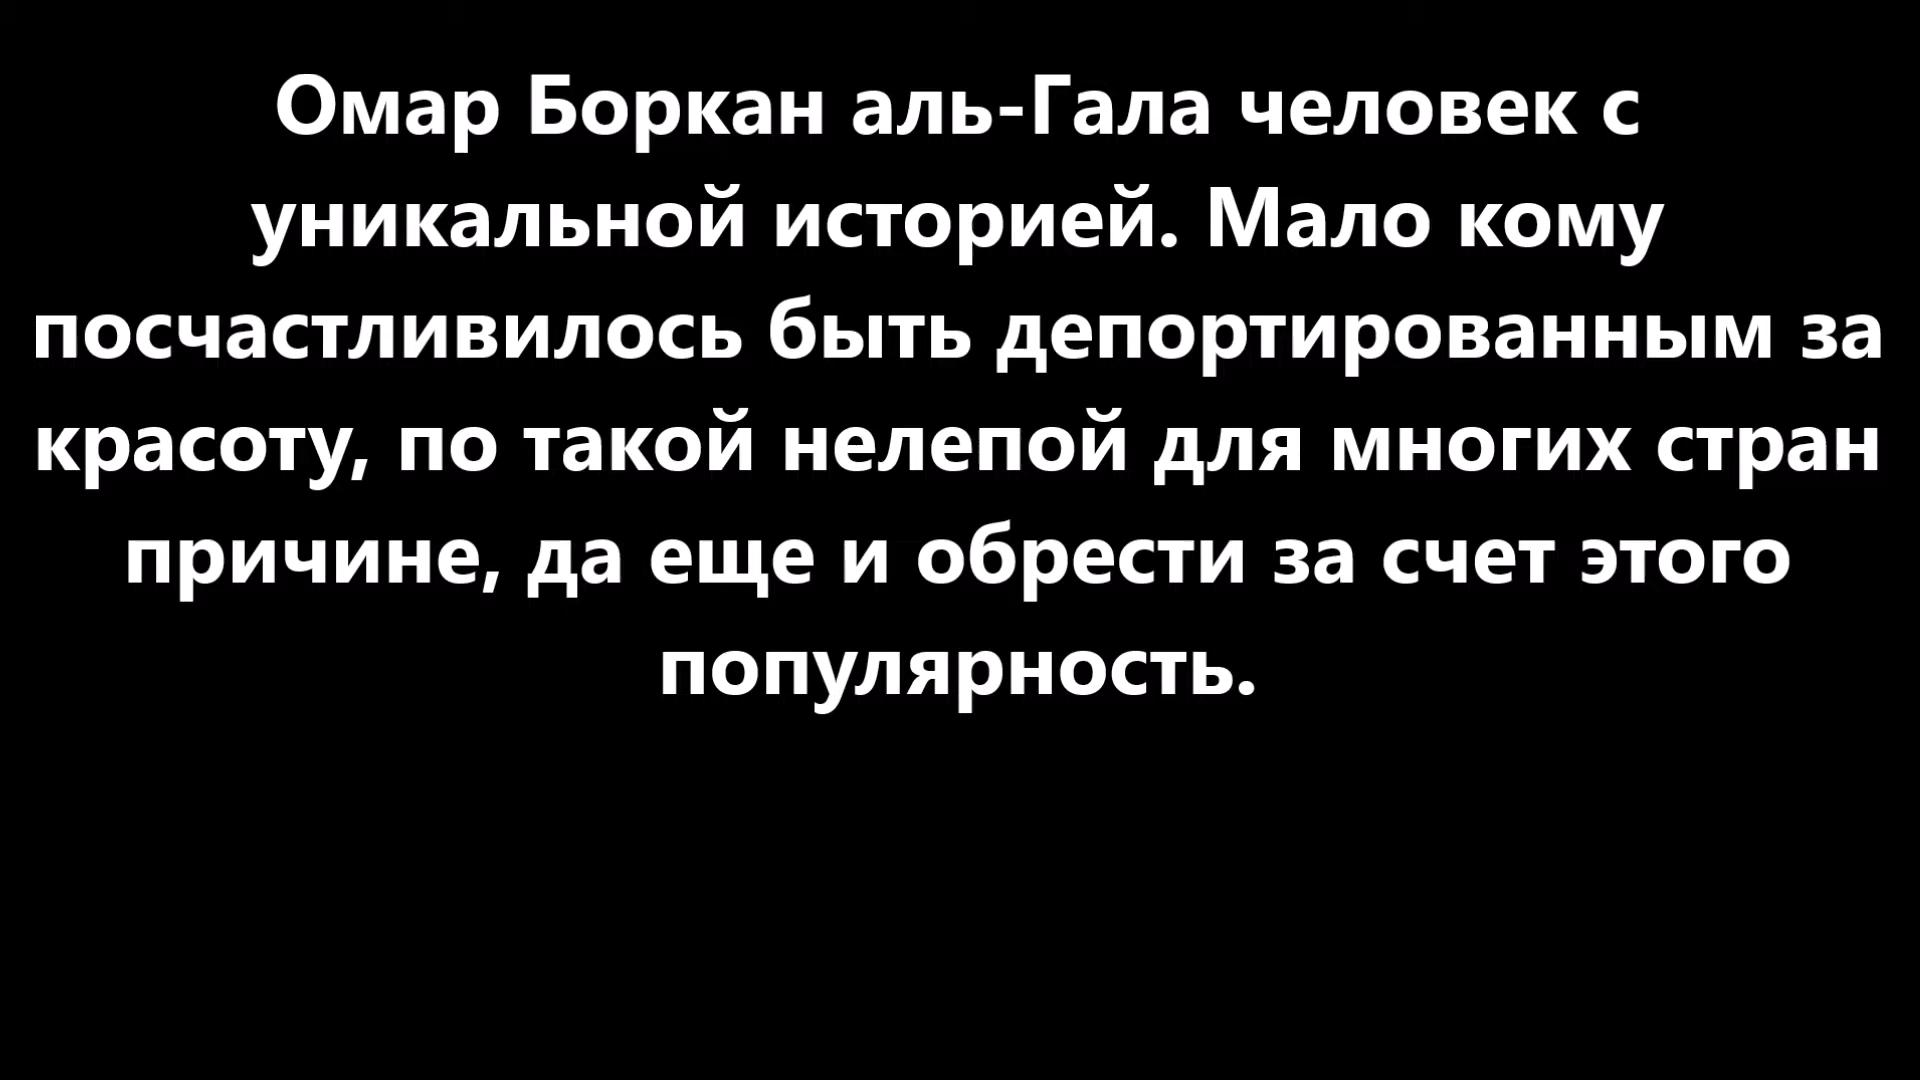 Омар Боркан аль-Гала человек с
уникальной историей. Мало кому
посчастливилось быть депортированным за
красоту, по такой нелепой для многих стран
причине, да еще и обрести за счет этого
популярность.